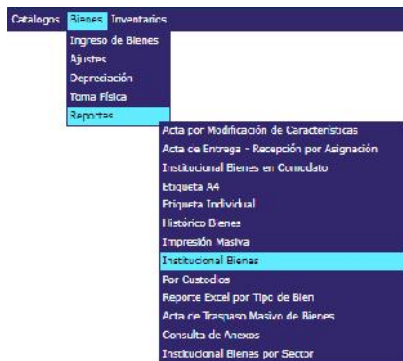 Catálogos Bienes Inventarios
Ingreso de Bienes
Ajustes
Depreciación
Toma Física
Reportes
Acta por Modificación de Características
Acta de Entrega - Recepción por Asignación
Institucional Bienes en Comodato
Etiqueta A4
Etiqueta Individual
Histórico Bienes
Impresión Masiva
Institucional Bienes
Por Custodios
Reporte Excel por Tipo de Bien
Acta de Traspaso Masivo de Bienes
Consulta de Anexos
Institucional Bienes por Sector